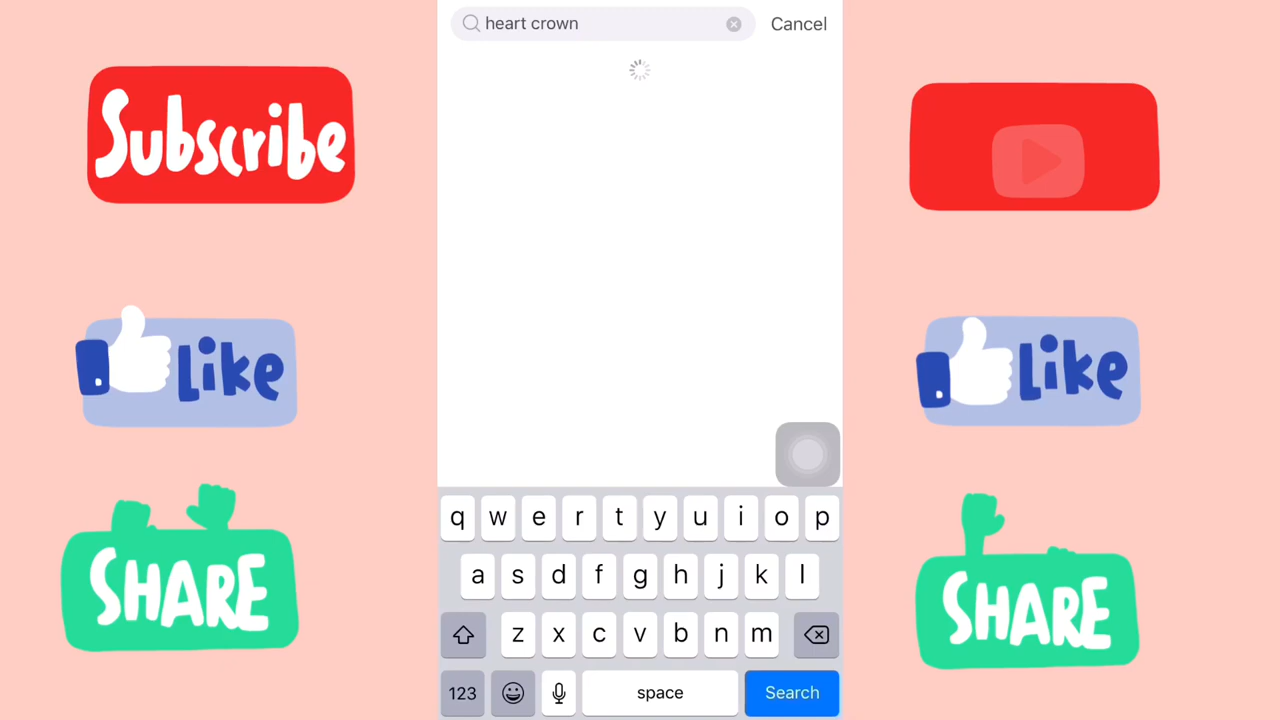 heart crown
Cancel
Subscribe
Like
Like
SHARE
SHARE
q w e r t y u i o p
a s d f g h j k l
z x c v b n m
123
space
Search